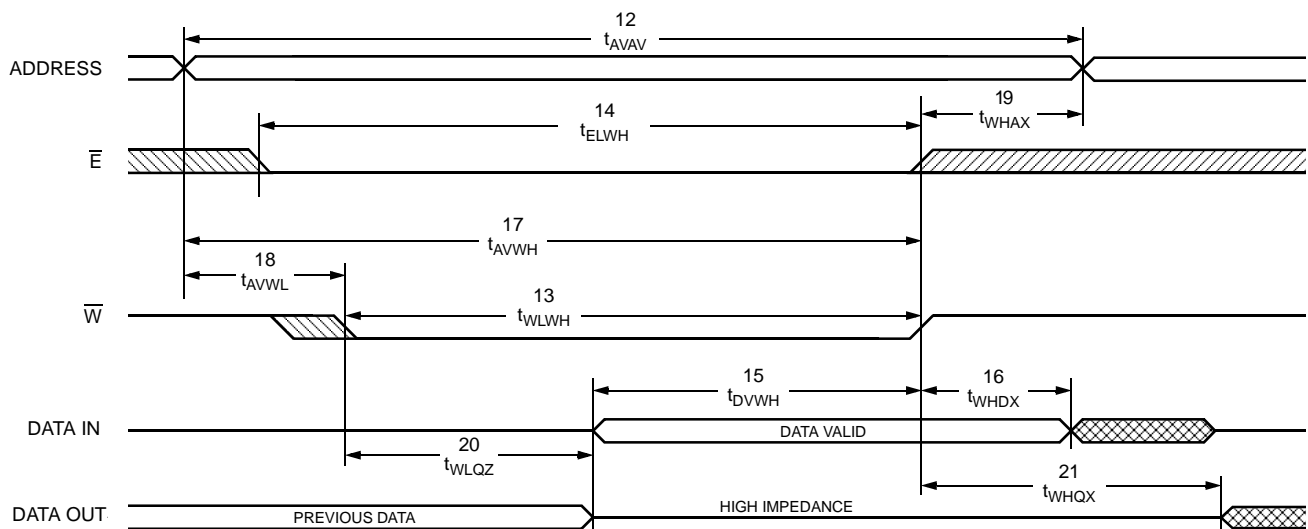 12
tAVAV
ADDRESS
14
tELWH
19
tWHAX
E
17
tAVWH
18
tAVWL
W
13
tWLWH
15
tDVWH
16
tWHDX
DATA IN
DATA VALID
20
tWLQZ
21
tWHQX
DATA OUT
PREVIOUS DATA
HIGH IMPEDANCE